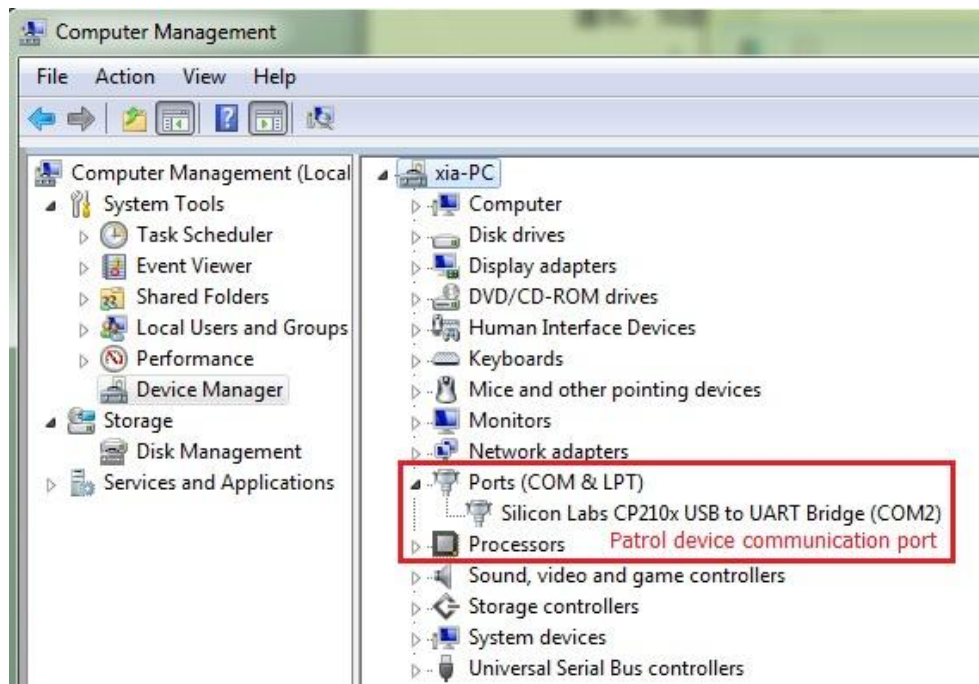 Computer Management
File Action View Help
Computer Management (Local
System Tools
Task Scheduler
Event Viewer
Shared Folders
Local Users and Groups
Performance
Device Manager
Storage
Disk Management
Services and Applications
xia-PC
Computer
Disk drives
Display adapters
DVD/CD-ROM drives
Human Interface Devices
Keyboards
Mice and other pointing devices
Monitors
Network adapters
Ports (COM & LPT)
Silicon Labs CP210x USB to UART Bridge (COM2)
Processors Patrol device communication port
Sound, video and game controllers
Storage controllers
System devices
Universal Serial Bus controllers